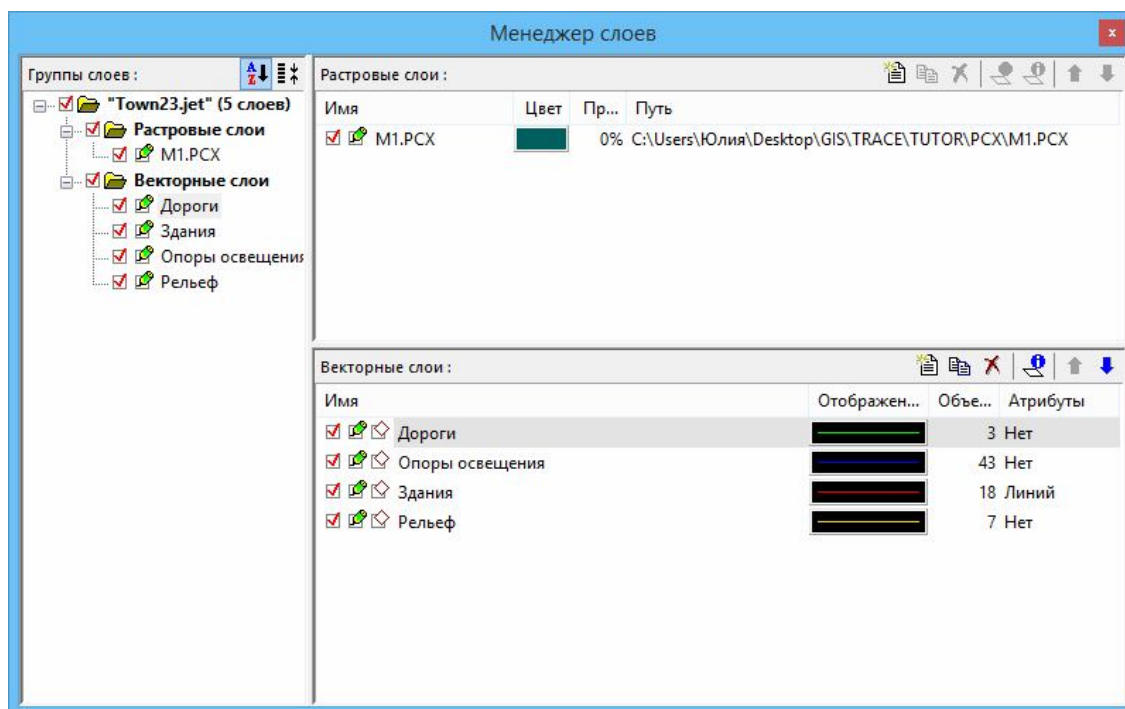 Менеджер слоев
Группы слоев :
"Town23.jet" (5 слоев)
Растровые слои
M1.PCX
Векторные слои
Дороги
Здания
Опоры освещения
Рельеф
Растровые слои :
Имя Цвет Пр... Путь
M1.PCX 0% C:\Users\Юлия\Desktop\GIS\TRACE\TUTOR\PCX\M1.PCX
Векторные слои :
Имя Отображен... Объе... Атрибуты
Дороги 3 Нет
Опоры освещения 43 Нет
Здания 18 Линий
Рельеф 7 Нет